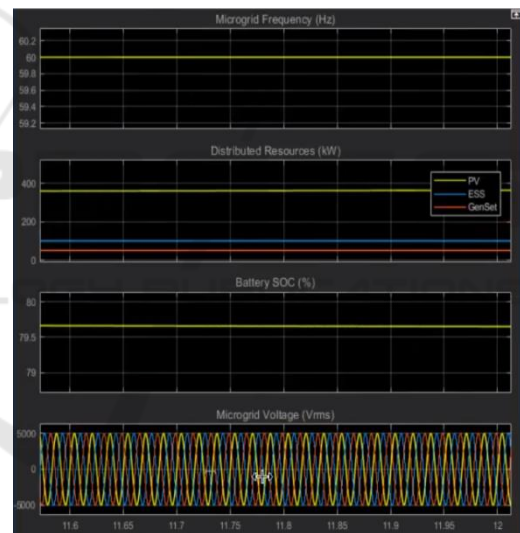 Microgrid Frequency (Hz)
60.2
60
59.8
59.6
59.4
59.2
Distributed Resources (kW)
400
200
0
PV
ESS
GenSet
Battery SOC (%)
80
79.5
79
Microgrid Voltage (Vrms)
5000
0
-5000
11.6 11.65 11.7 11.75 11.8 11.85 11.9 11.95 12